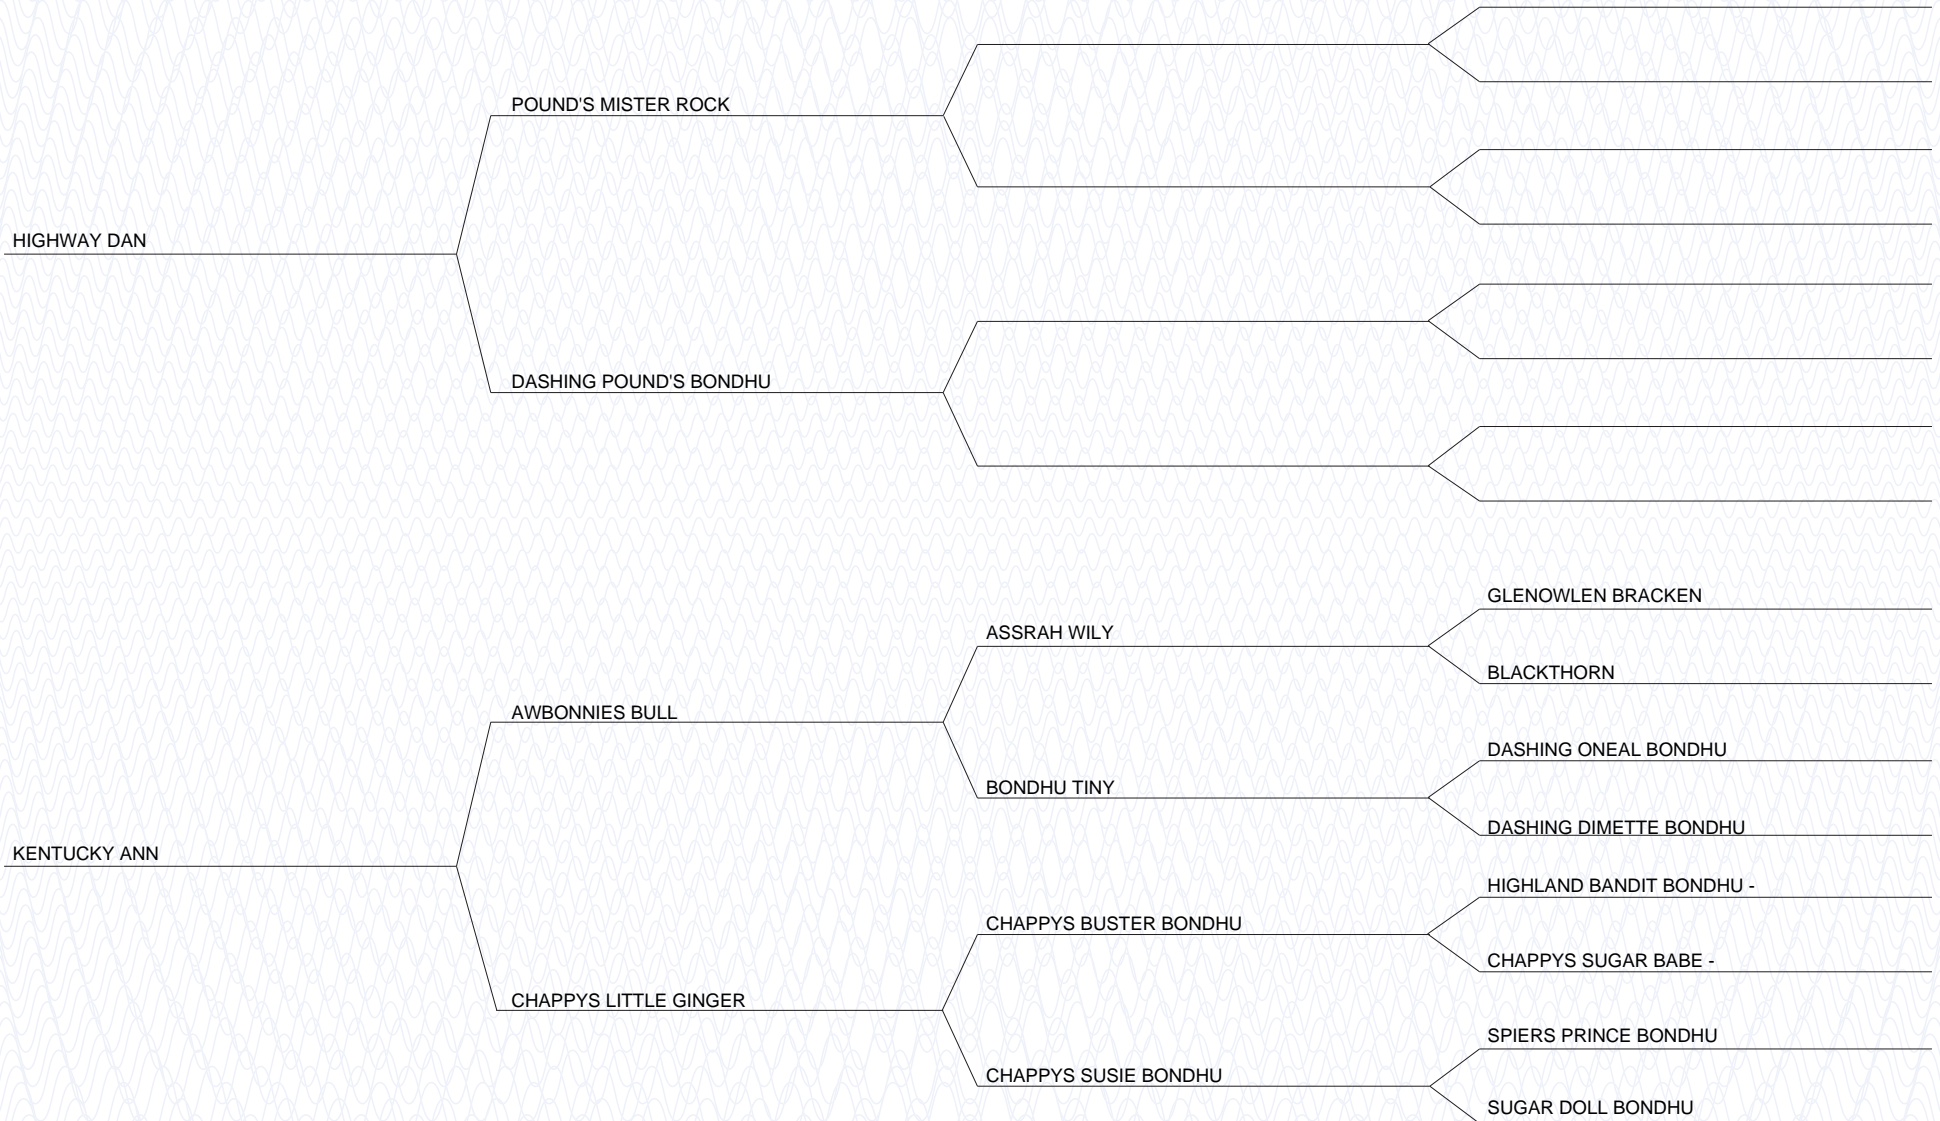 POUND'S MISTER ROCK
HIGHWAY DAN
DASHING POUND'S BONDHU
GLENOWLEN BRACKEN
ASSRAH WILY
BLACKTHORN
AWBONNIES BULL
DASHING ONEAL BONDHU
BONDHU TINY
DASHING DIMETTE BONDHU
KENTUCKY ANN
HIGHLAND BANDIT BONDHU -
CHAPPYS BUSTER BONDHU
CHAPPYS SUGAR BABE -
CHAPPYS LITTLE GINGER
SPIERS PRINCE BONDHU
CHAPPYS SUSIE BONDHU
SUGAR DOLL BONDHU